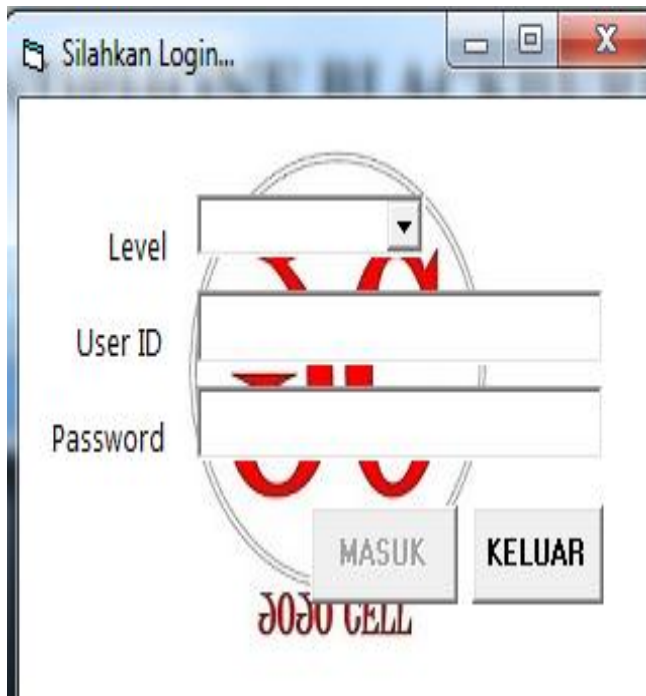 Silahkan Login...
Level
User ID
Password
MASUK
KELUAR
JOJO CELL